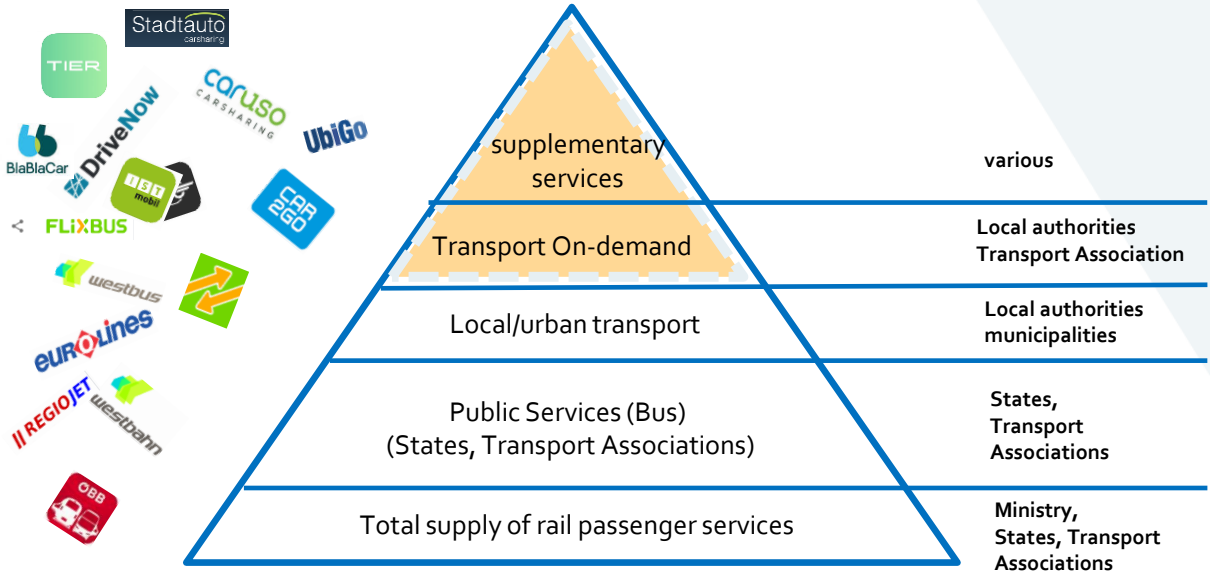 Stadtauto
carsharing
TIER
caruso
CARSHARING
UbiGo
DriveNow
BlaBlaCar
IST
mobil
CAR
2GO
FLiXBUS
westbus
EUROLINES
REGIOJET
westbahn
ÖBB
supplementary
services
various
Transport On-demand
Local authorities
Transport Association
Local/urban transport
Local authorities
municipalities
Public Services (Bus)
(States, Transport Associations)
States,
Transport
Associations
Total supply of rail passenger services
Ministry,
States, Transport
Associations